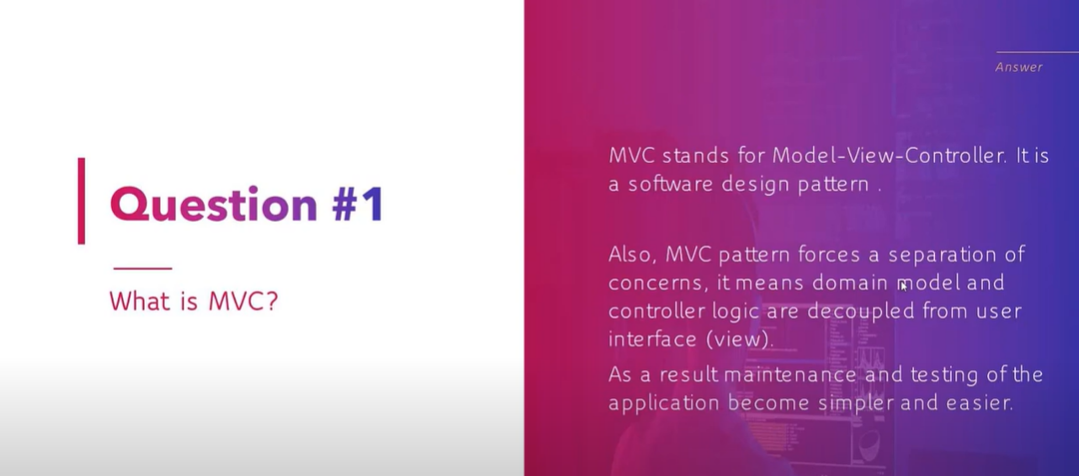 Question #1
What is MVC?
Answer
MVC stands for Model-View-Controller. It is
a software design pattern .
Also, MVC pattern forces a separation of
concerns, it means domain model and
controller logic are decoupled from user
interface (view).
As a result maintenance and testing of the
application become simpler and easier.